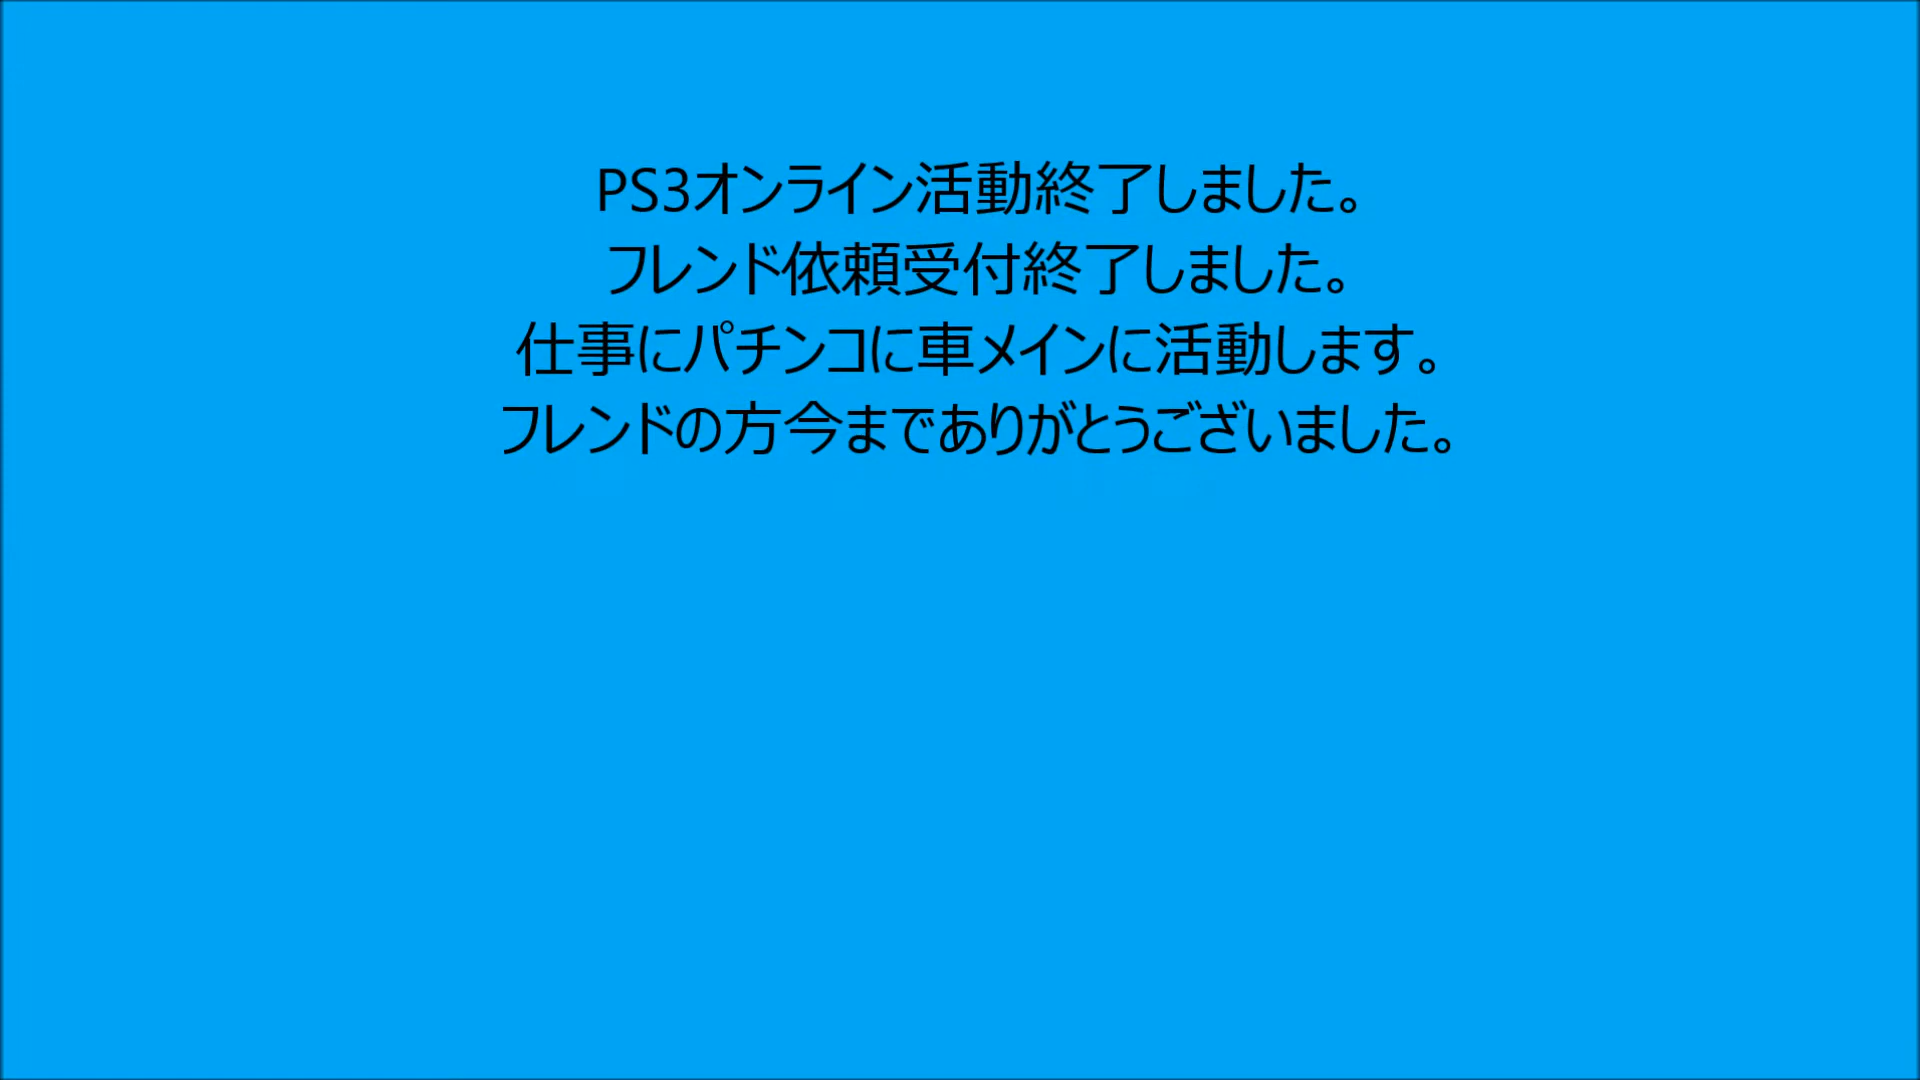 PS3オンライン活動終了しました。
フレンド依頼受付終了しました。
仕事にパチンコに車メインに活動します。
フレンドの方今までありがとうございました。